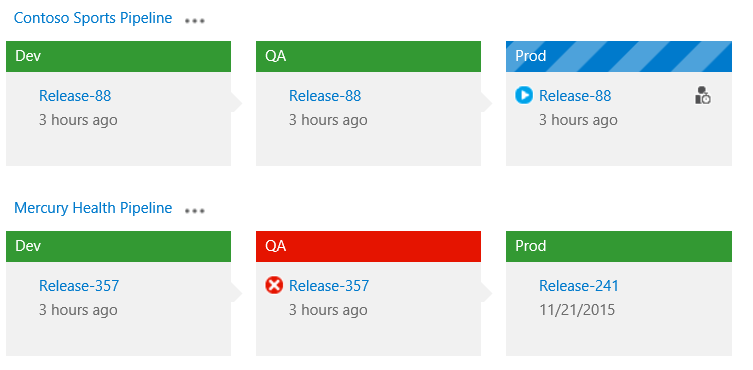 Contoso Sports Pipeline
Dev
QA
Prod
Release-88
Release-88
Release-88
3 hours ago
3 hours ago
3 hours ago
Mercury Health Pipeline
Dev
QA
Prod
Release-357
Release-357
Release-241
3 hours ago
3 hours ago
11/21/2015